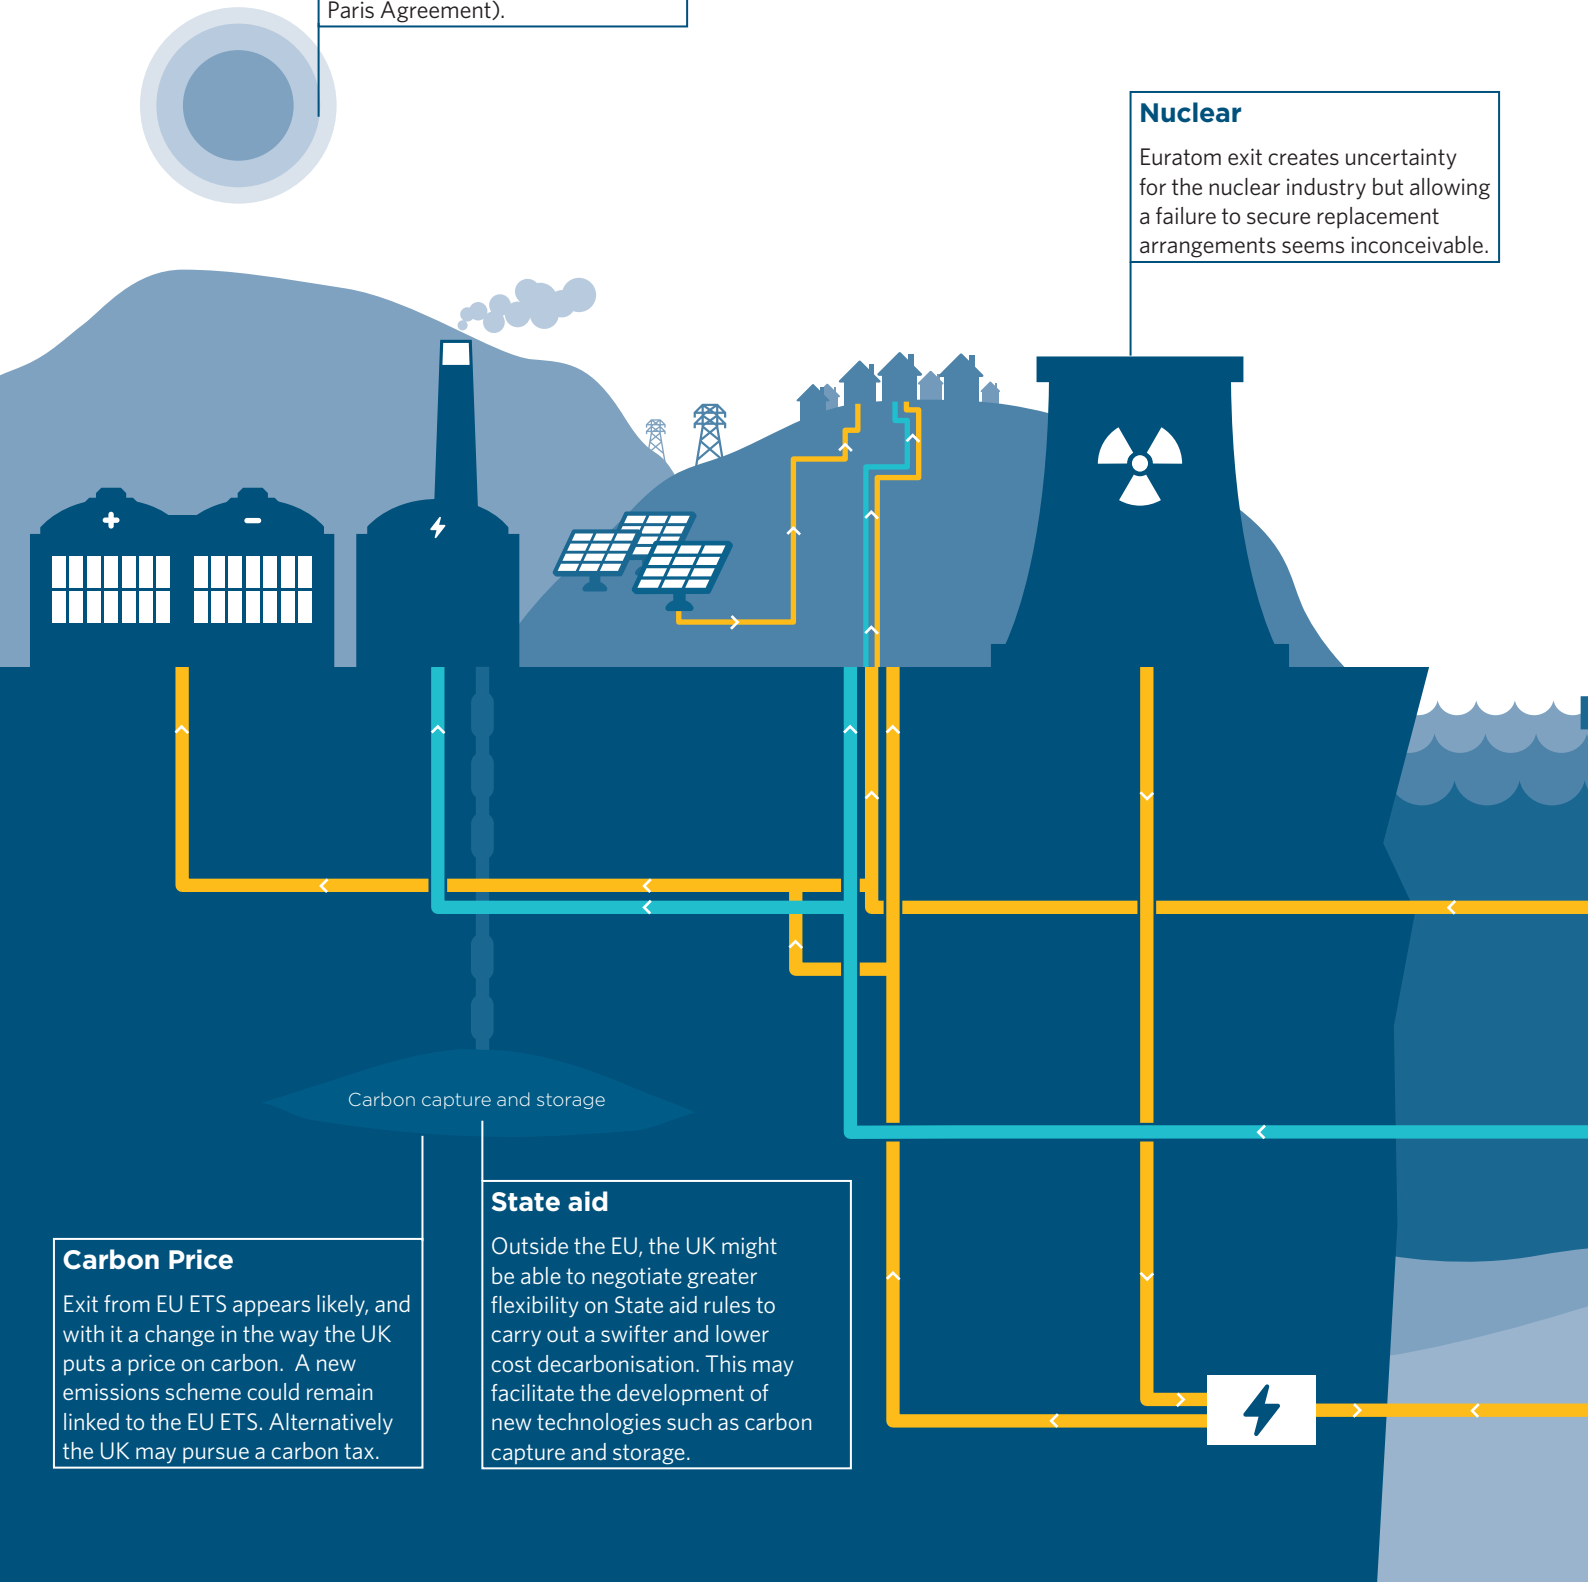 Paris Agreement).
Nuclear
Euratom exit creates uncertainty
for the nuclear industry but allowing
a failure to secure replacement
arrangements seems inconceivable.
Carbon capture and storage
State aid
Outside the EU, the UK might
be able to negotiate greater
flexibility on State aid rules to
carry out a swifter and lower
cost decarbonisation. This may
facilitate the development of
new technologies such as carbon
capture and storage.
Carbon Price
Exit from EU ETS appears likely, and
with it a change in the way the UK
puts a price on carbon.  A new
emissions scheme could remain
linked to the EU ETS. Alternatively
the UK may pursue a carbon tax.